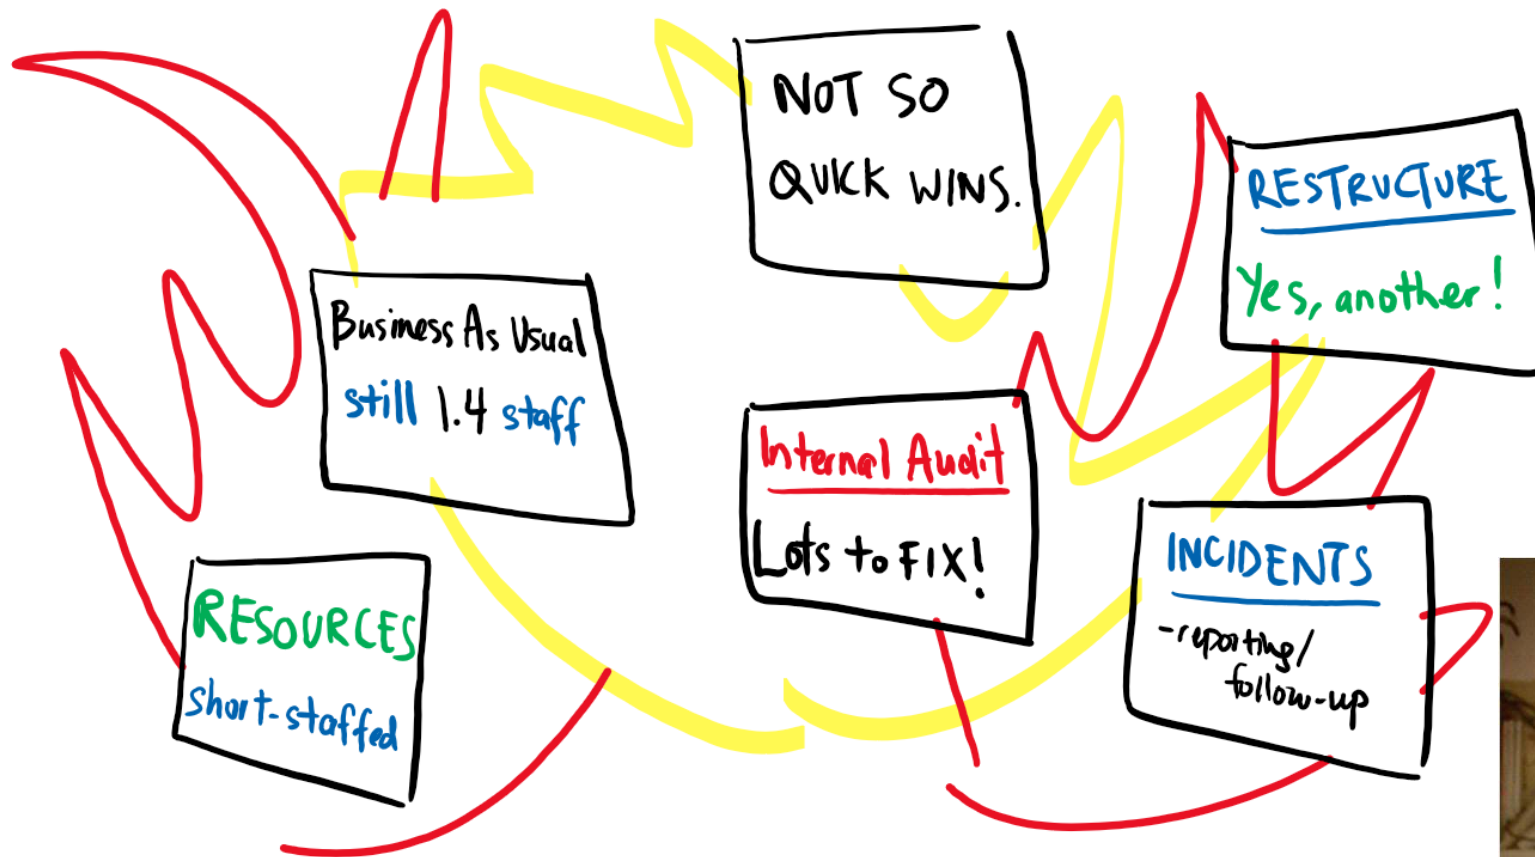 NOT SO
QUICK WINS.
RESTRUCTURE
Yes, another!
Business As Usual
still 1.4 staff
Internal Audit
Lots to FIX!
INCIDENTS
-reporting/
follow-up
RESOURCES
short-staffed